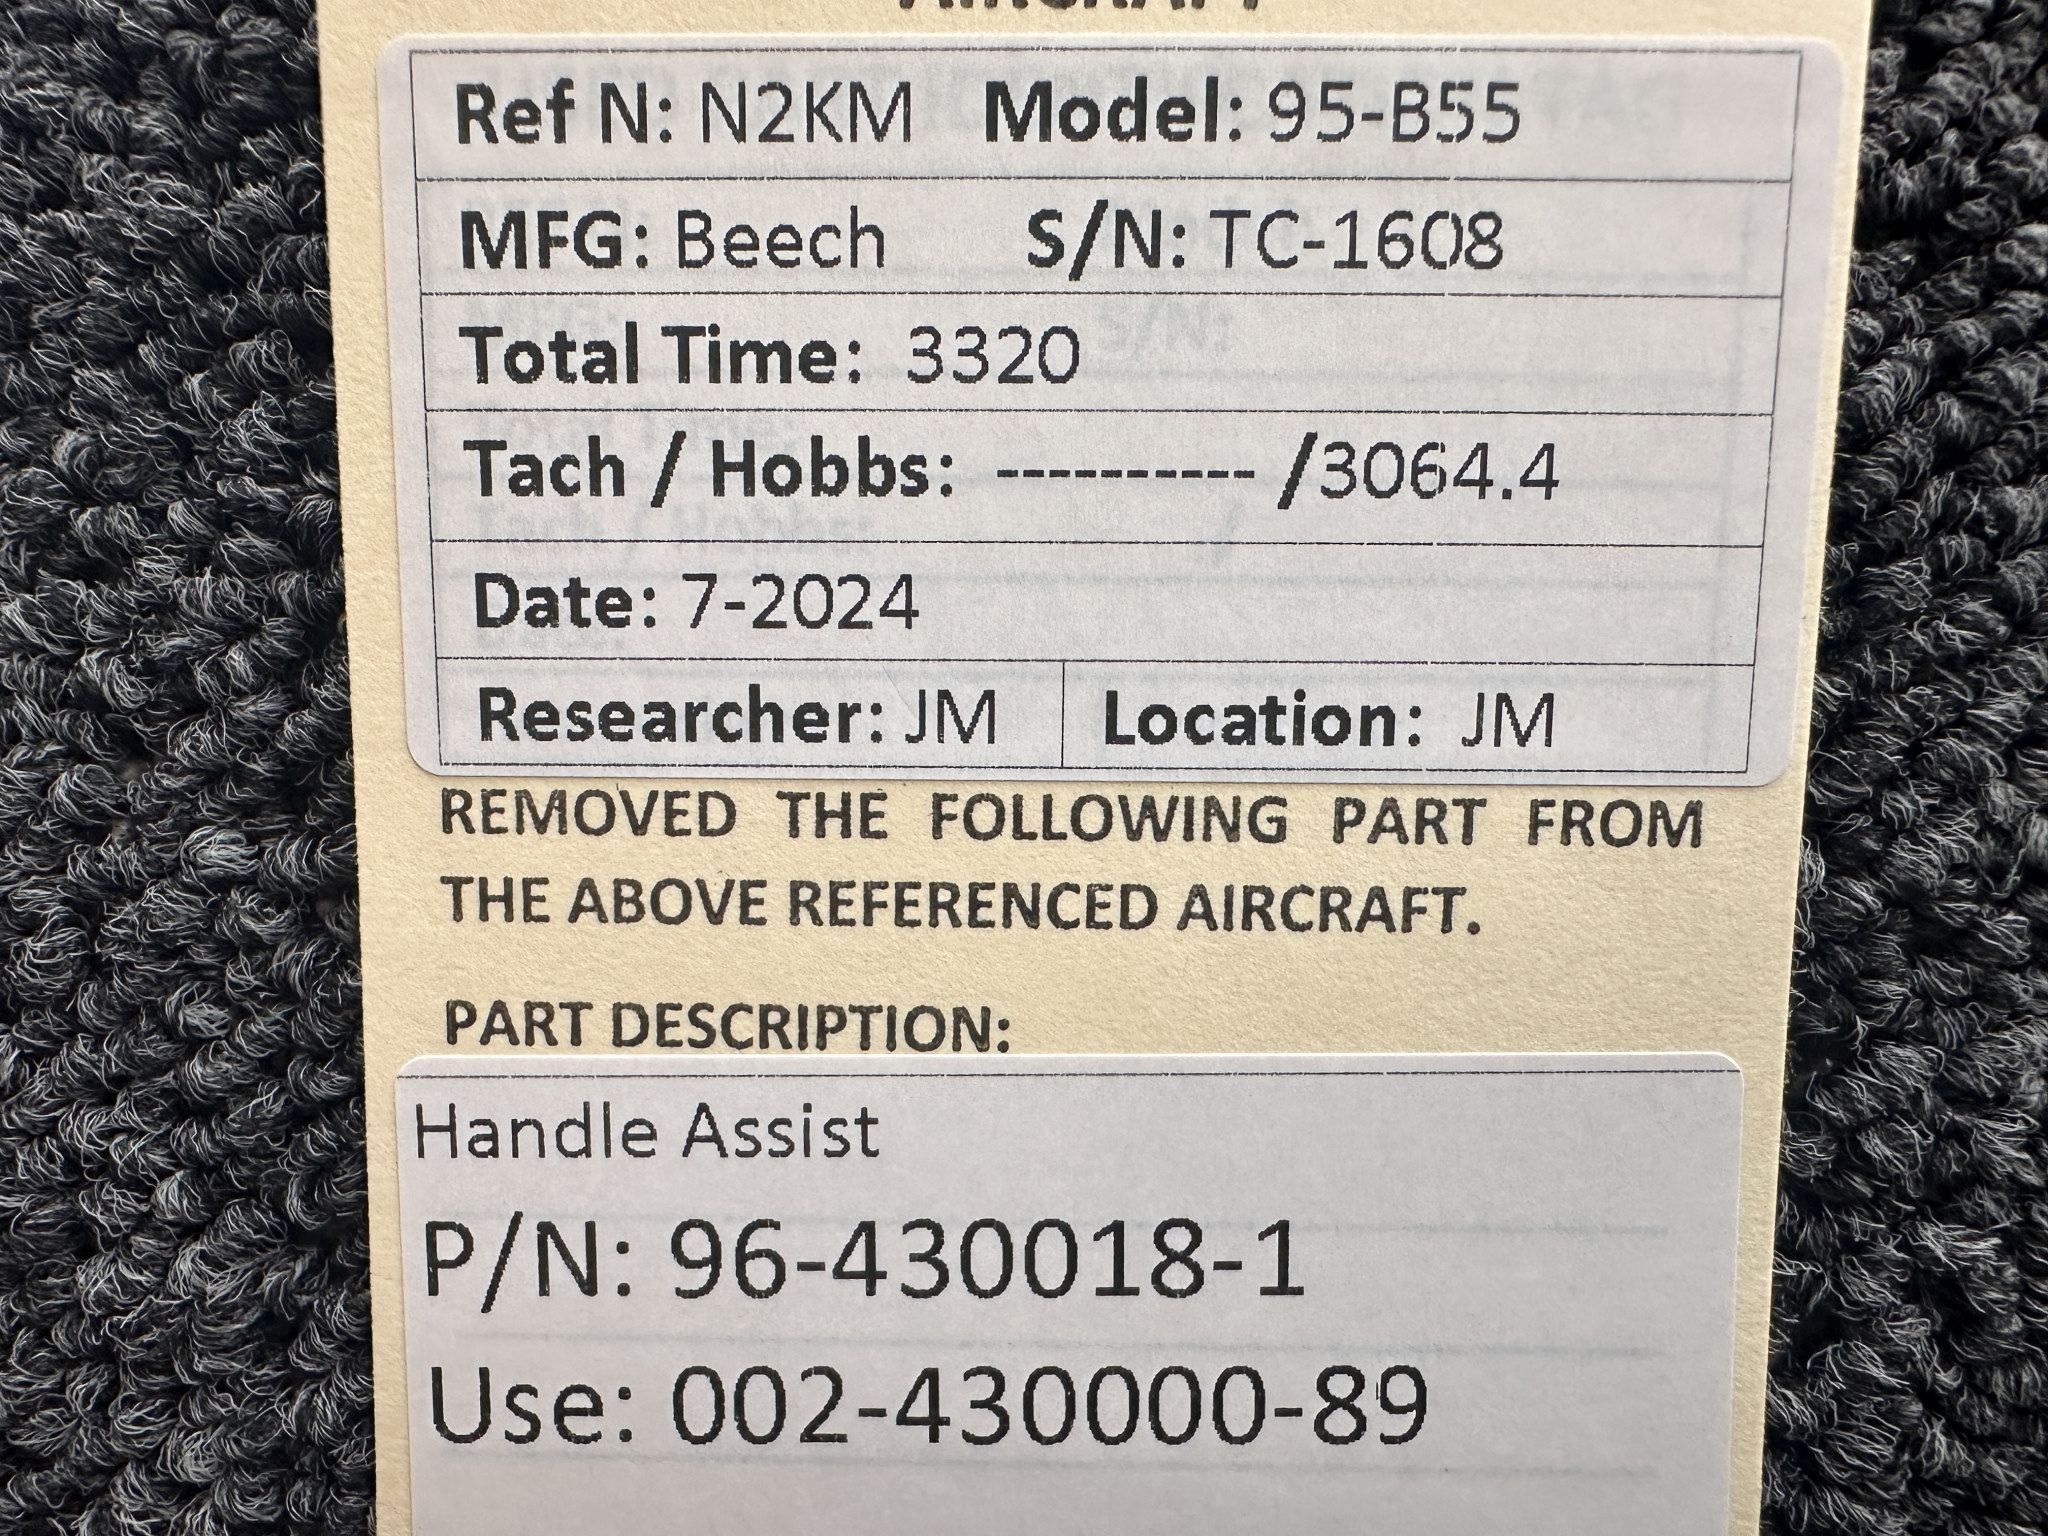 AIRCRAFT
Ref N: N2KM Model: 95-B55
MFG: Beech S/N: TC-1608
Total Time: 3320
Tach / Hobbs: ---------- /3064.4
Date: 7-2024
Researcher: JM Location: JM
REMOVED THE FOLLOWING PART FROM
THE ABOVE REFERENCED AIRCRAFT.
PART DESCRIPTION:
Handle Assist
P/N: 96-430018-1
Use: 002-430000-89